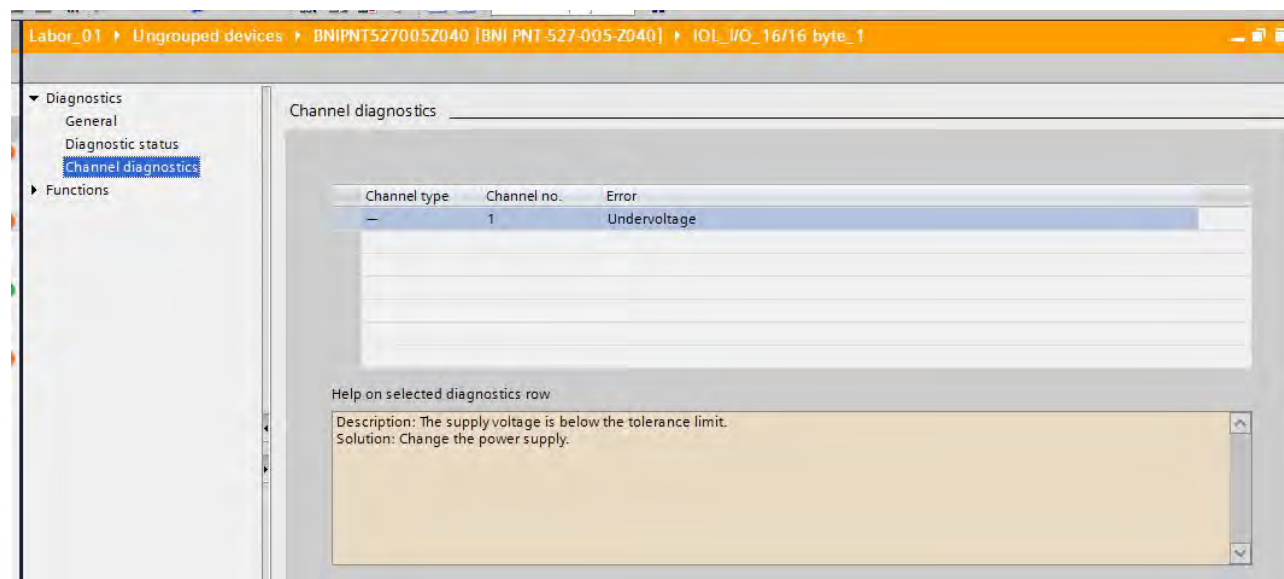 Labor_01 ▸ Ungrouped devices ▸ BNIPNT527005Z040 [BNI PNT-527-005-Z040] ▸ IOL_I/O_16/16 byte_1
Diagnostics
General
Diagnostic status
Channel diagnostics
Functions
Channel diagnostics
Channel type Channel no. Error
— 1 Undervoltage
Help on selected diagnostics row
Description: The supply voltage is below the tolerance limit.
Solution: Change the power supply.